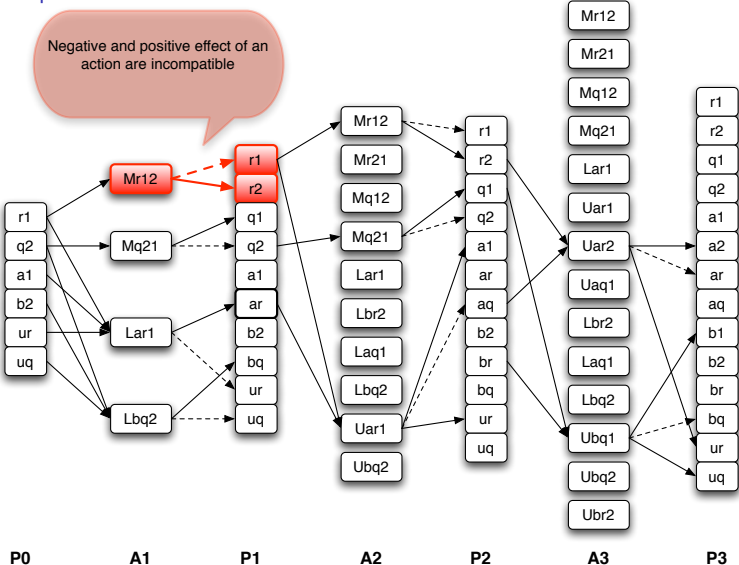 Negative and positive effect of an
action are incompatible
r1
q2
a1
b2
ur
uq
Mr12
Mq21
Lar1
Lbq2
r1
r2
q1
q2
a1
ar
b2
bq
ur
uq
Mr12
Mr21
Mq12
Mq21
Lar1
Lbr2
Laq1
Lbq2
Uar1
Ubq2
r1
r2
q1
q2
a1
ar
aq
b2
br
bq
ur
uq
Mr12
Mr21
Mq12
Mq21
Lar1
Uar1
Uar2
Uaq1
Lbr2
Laq1
Lbq2
Ubq1
Ubq2
Ubr2
r1
r2
q1
q2
a1
a2
ar
aq
b1
b2
br
bq
ur
uq
P0 A1 P1 A2 P2 A3 P3